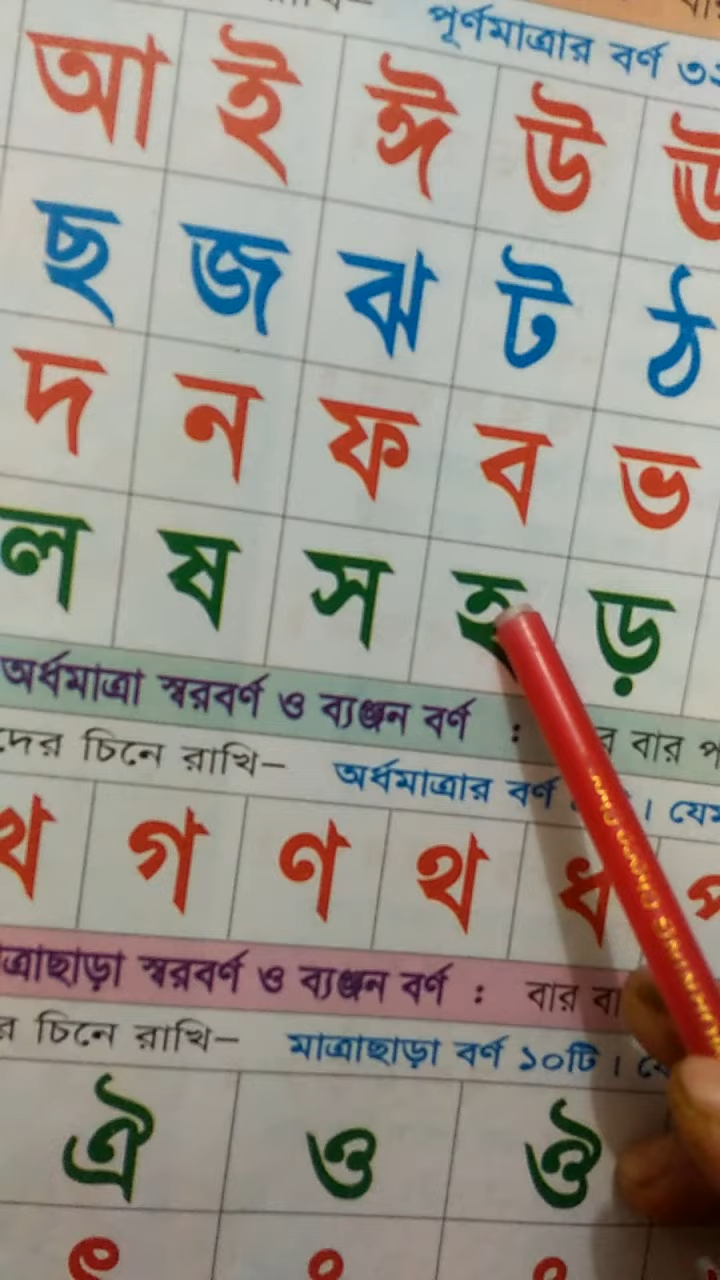 পূর্ণমাত্রার বর্ণ
আ ই ঈ উ ঊ
ছ জ ঝ ট ঠ
দ ন ফ ব ভ
ল ষ স হ ড়
অর্ধমাত্রা স্বরবর্ণ ও ব্যঞ্জন বর্ণ : বার
চিনে রাখি- অর্ধমাত্রার বর্ণ ।
খ গ ণ থ ধ
স্বরবর্ণ ও ব্যঞ্জন বর্ণ : বার
চিনে রাখি- মাত্রাছাড়া বর্ণ ১০টি ।
ঐ ও ঔ